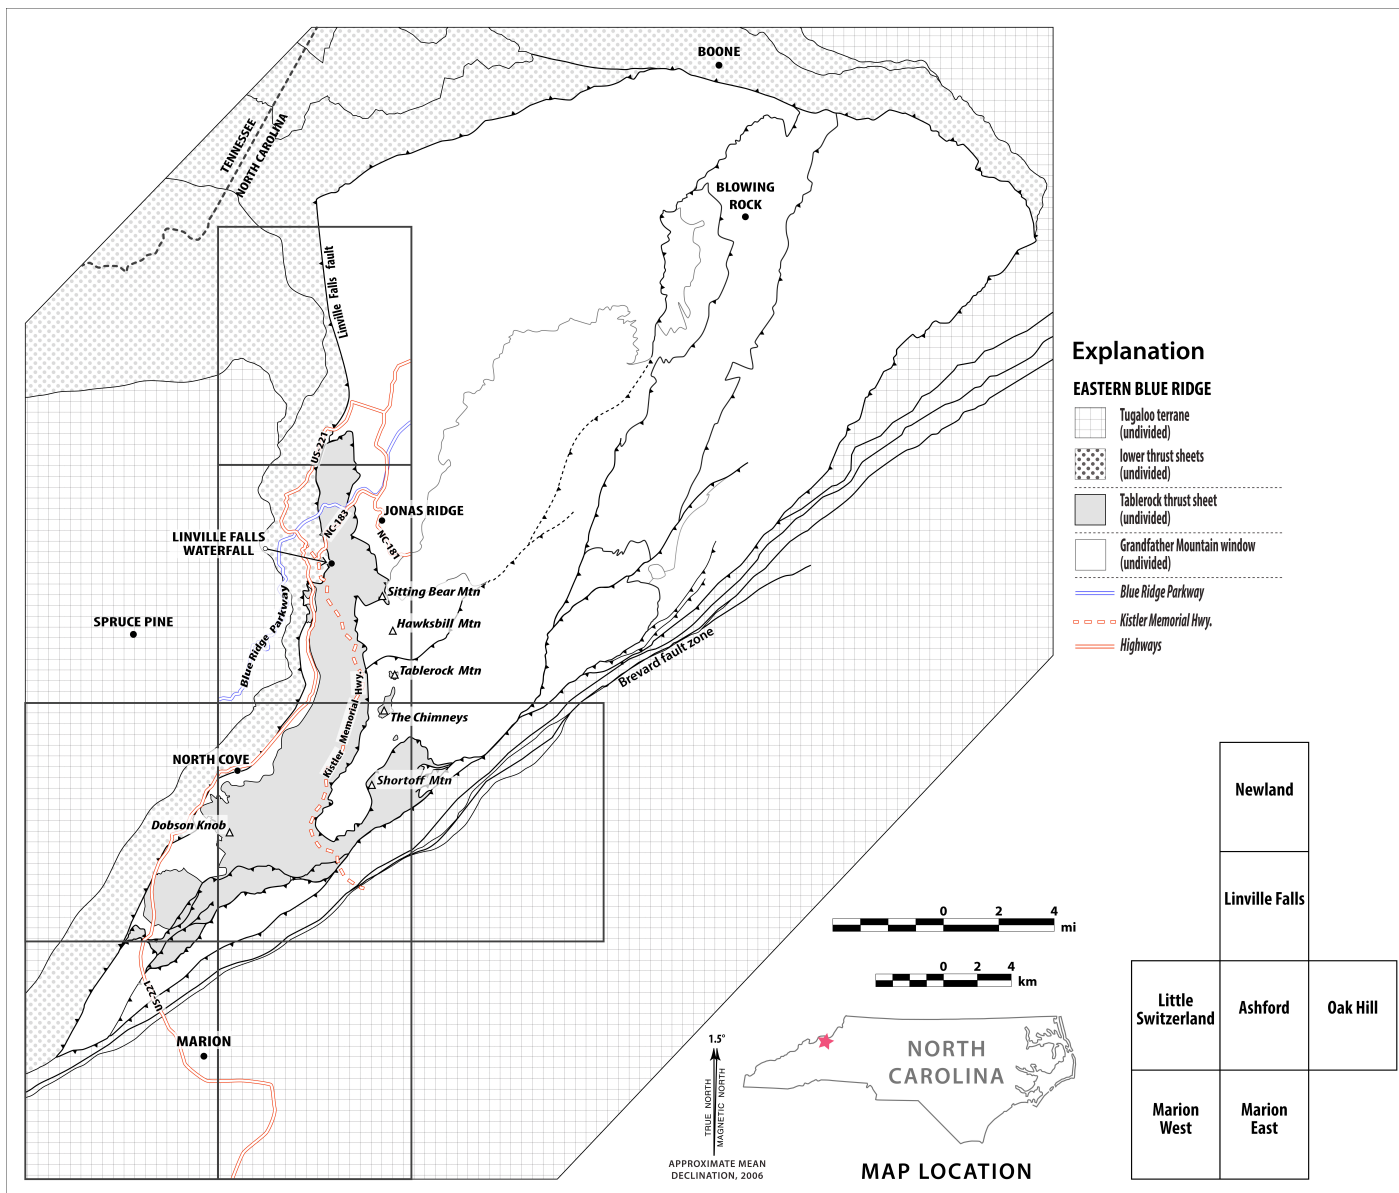 BOONE
TENNESSEE
NORTH CAROLINA
BLOWING
ROCK
Linville Falls fault
Explanation
EASTERN BLUE RIDGE
Tugaloo terrane
(undivided)
lower thrust sheets
(undivided)
Tablerock thrust sheet
(undivided)
Grandfather Mountain window
(undivided)
Blue Ridge Parkway
Kistler Memorial Hwy.
Highways
US-221
JONAS RIDGE
NC-183
NC-181
LINVILLE FALLS
WATERFALL
Sitting Bear Mtn
Hawksbill Mtn
SPRUCE PINE
Blue Ridge Parkway
Tablerock Mtn
Brevard fault zone
Kistler Memorial Hwy.
The Chimneys
NORTH COVE
Shortoff Mtn
Dobson Knob
US-221
MARION
0 2 4
mi
0 2 4
km
1.5°
TRUE NORTH
MAGNETIC NORTH
APPROXIMATE MEAN
DECLINATION, 2006
NORTH
CAROLINA
MAP LOCATION
Newland
Linville Falls
Little
Switzerland
Ashford
Oak Hill
Marion
West
Marion
East